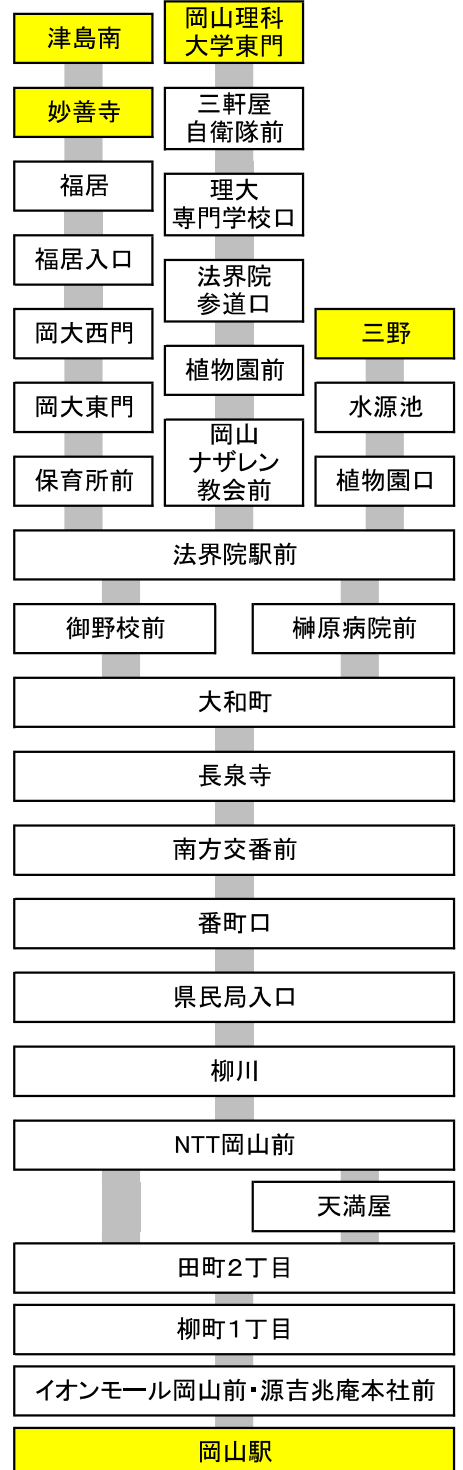 津島南
妙善寺
福居
福居入口
岡大西門
岡大東門
保育所前
岡山理科
大学東門
三軒屋
自衛隊前
理大
専門学校口
法界院
参道口
植物園前
岡山
ナザレン
教会前
三野
水源池
植物園口
法界院駅前
御野校前
榊原病院前
大和町
長泉寺
南方交番前
番町口
県民局入口
柳川
NTT岡山前
天満屋
田町2丁目
柳町1丁目
イオンモール岡山前・源吉兆庵本社前
岡山駅